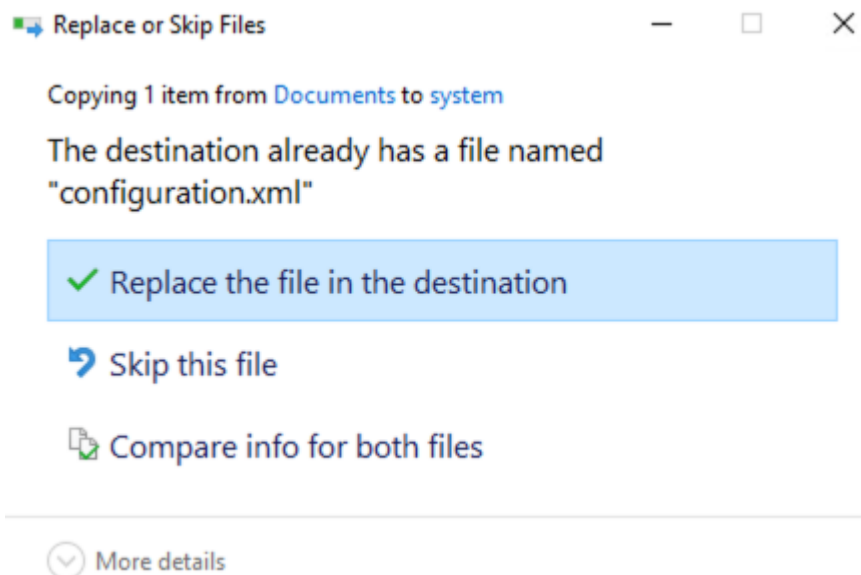 Replace or Skip Files
Copying 1 item from Documents to system
The destination already has a file named
"configuration.xml"
Replace the file in the destination
Skip this file
Compare info for both files
More details